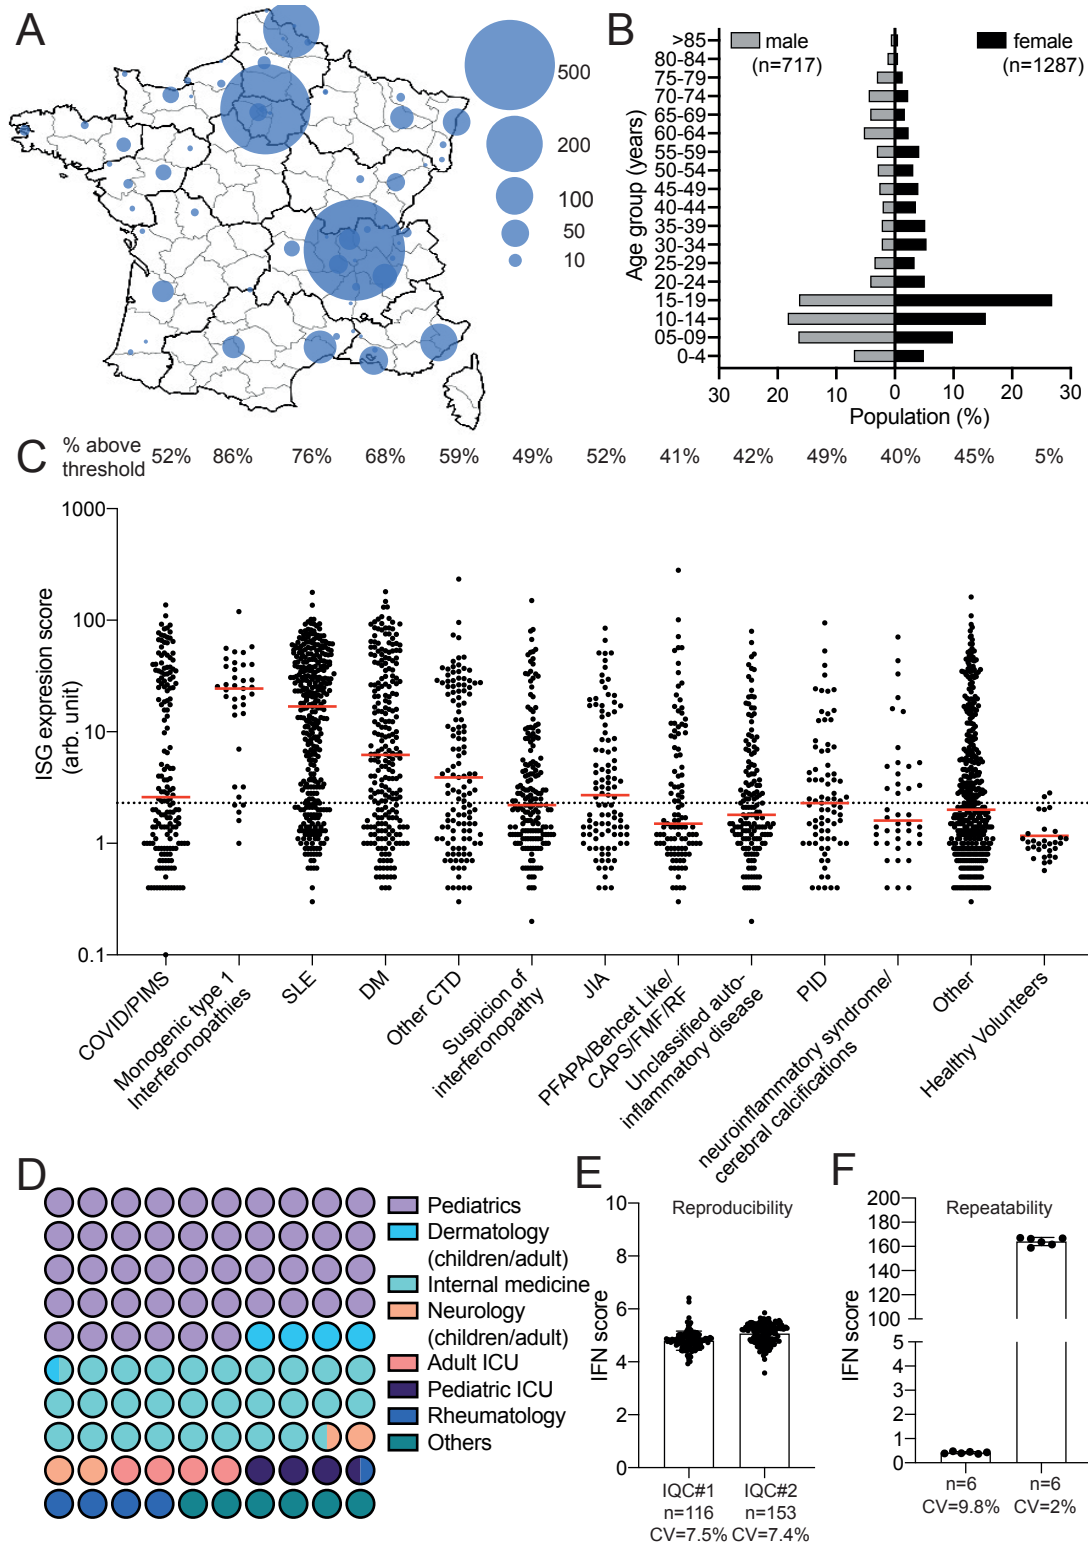 A
500
200
100
50
10
B
male
(n=717)
female
(n=1287)
Age group (years)
>85
80-84
75-79
70-74
65-69
60-64
55-59
50-54
45-49
40-44
35-39
30-34
25-29
20-24
15-19
10-14
05-09
0-4
30 20 10 0 10 20 30
Population (%)
C
% above
threshold
52% 86% 76% 68% 59% 49% 52% 41% 42% 49% 40% 45% 5%
ISG expresion score
(arb. unit)
1000
100
10
1
0.1
COVID/PIMS
Monogenic type 1
Interferonopathies
SLE
DM
Other CTD
Suspicion of
interferonopathy
JIA
PFAPA/Behcet Like/
CAPS/FMF/RF
Unclassified auto-
inflammatory disease
PID
neuroinflammatory syndrome/
cerebral calcifications
Other
Healthy Volunteers
D
Pediatrics
Dermatology
(children/adult)
Internal medicine
Neurology
(children/adult)
Adult ICU
Pediatric ICU
Rheumatology
Others
E
Reproducibility
IFN score
10
8
6
4
2
0
IQC#1 IQC#2
n=116 n=153
CV=7.5% CV=7.4%
F
Repeatability
IFN score
200
180
160
140
120
100
5
4
3
2
1
0
n=6 n=6
CV=9.8% CV=2%